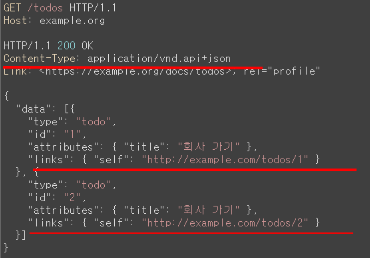 GET /todos HTTP/1.1
Host: example.org
HTTP/1.1 200 OK
Content-Type: application/vnd.api+json
Link: <https://example.org/docs/todos>, rel="profile"
{
"data": [{
"type": "todo",
"id": "1",
"attributes": { "title": "회사 가기" },
"links": { "self": "http://example.com/todos/1" }
}, {
"type": "todo",
"id": "2",
"attributes": { "title": "회사 가기" },
"links": { "self": "http://example.com/todos/2" }
}]
}